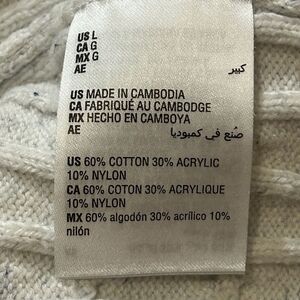 US L
CA G
MX G
AE كبير
US MADE IN CAMBODIA
CA FABRIQUÉ AU CAMBODGE
MX HECHO EN CAMBOYA
AE صنع في كمبوديا
US 60% COTTON 30% ACRYLIC
10% NYLON
CA 60% COTON 30% ACRYLIQUE
10% NYLON
MX 60% algodón 30% acrílico 10%
nilón